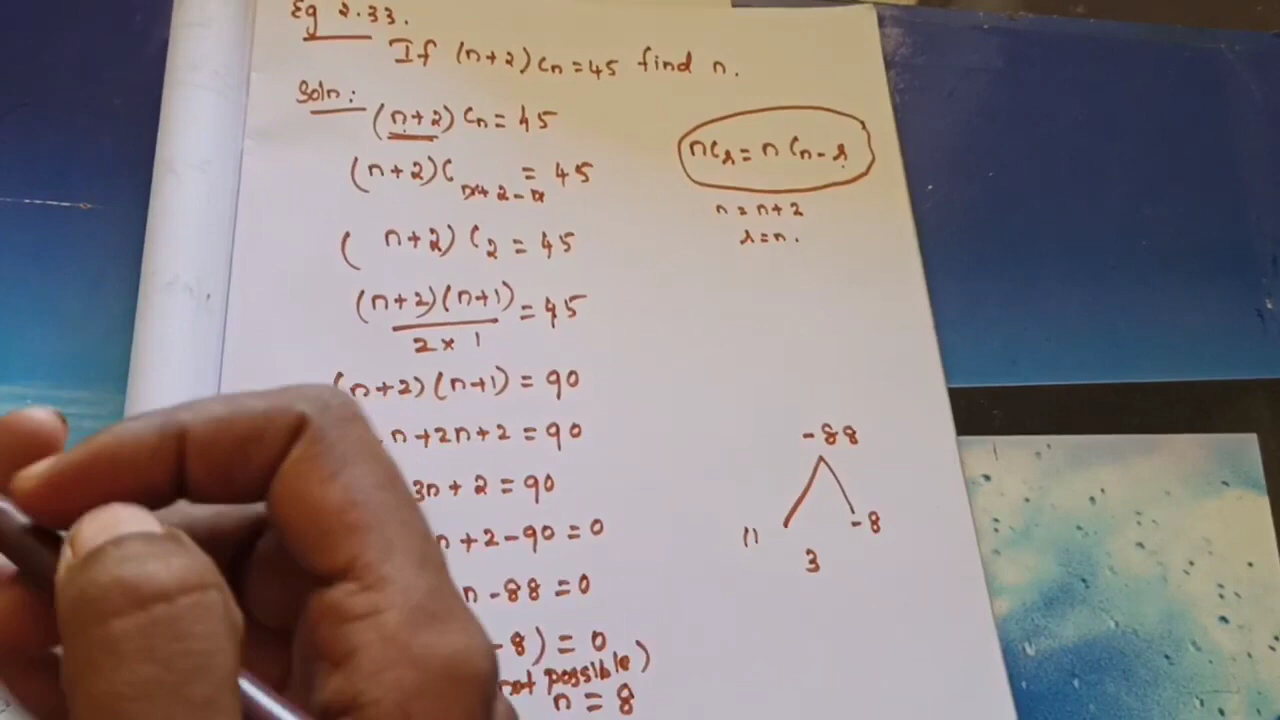 Eg 2.33.
If (n+2)Cn=45 find n.
Soln:
(n+2)Cn=45
(n+2)C n+2-n =45
(n+2)C2=45
(n+2)(n+1)
2×1
=45
(n+2)(n+1)=90
n+2n+2=90
3n+2=90
n+2-90=0
n-88=0
-8)=0
not possible)
n=8
nCr=nCn-r
n=n+2
r=n.
-88
11 -8
3